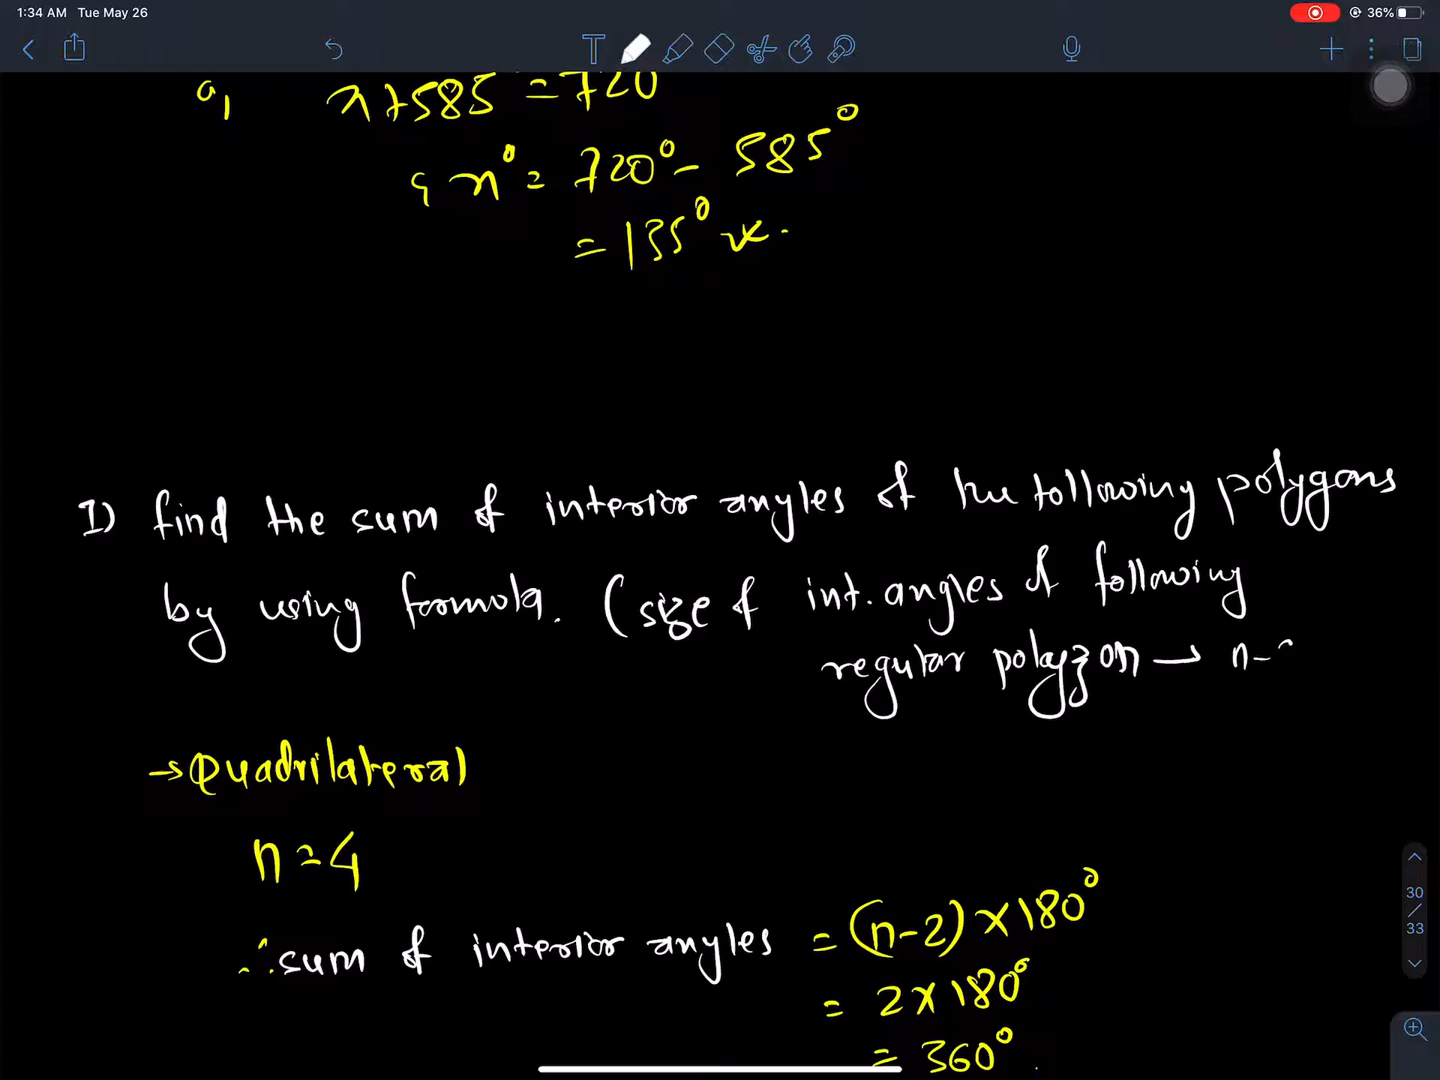 1:34 AM Tue May 26
36%
x+585 = 720
x° = 720° - 585°
= 135°
1) find the sum of interior angles of the following polygons
by using formula. (size of int. angles of following
regular polygon → n-
→ Quadrilateral
n = 4
∴ sum of interior angles = (n-2) × 180°
= 2 × 180°
= 360°.
30
/
33